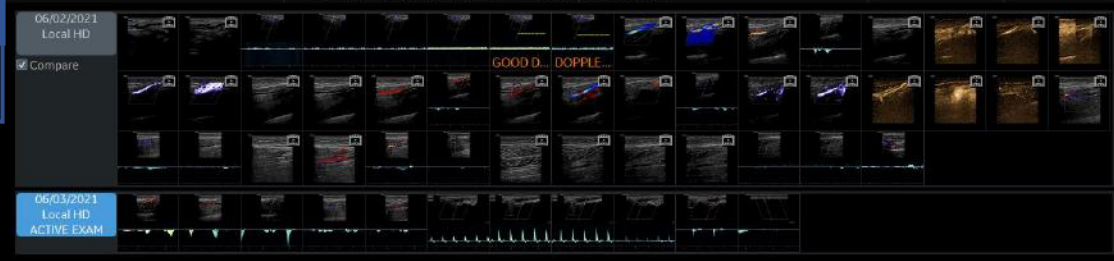 06/02/2021
Local HD
Compare
GOOD D... DOPPLE...
06/03/2021
Local HD
ACTIVE EXAM